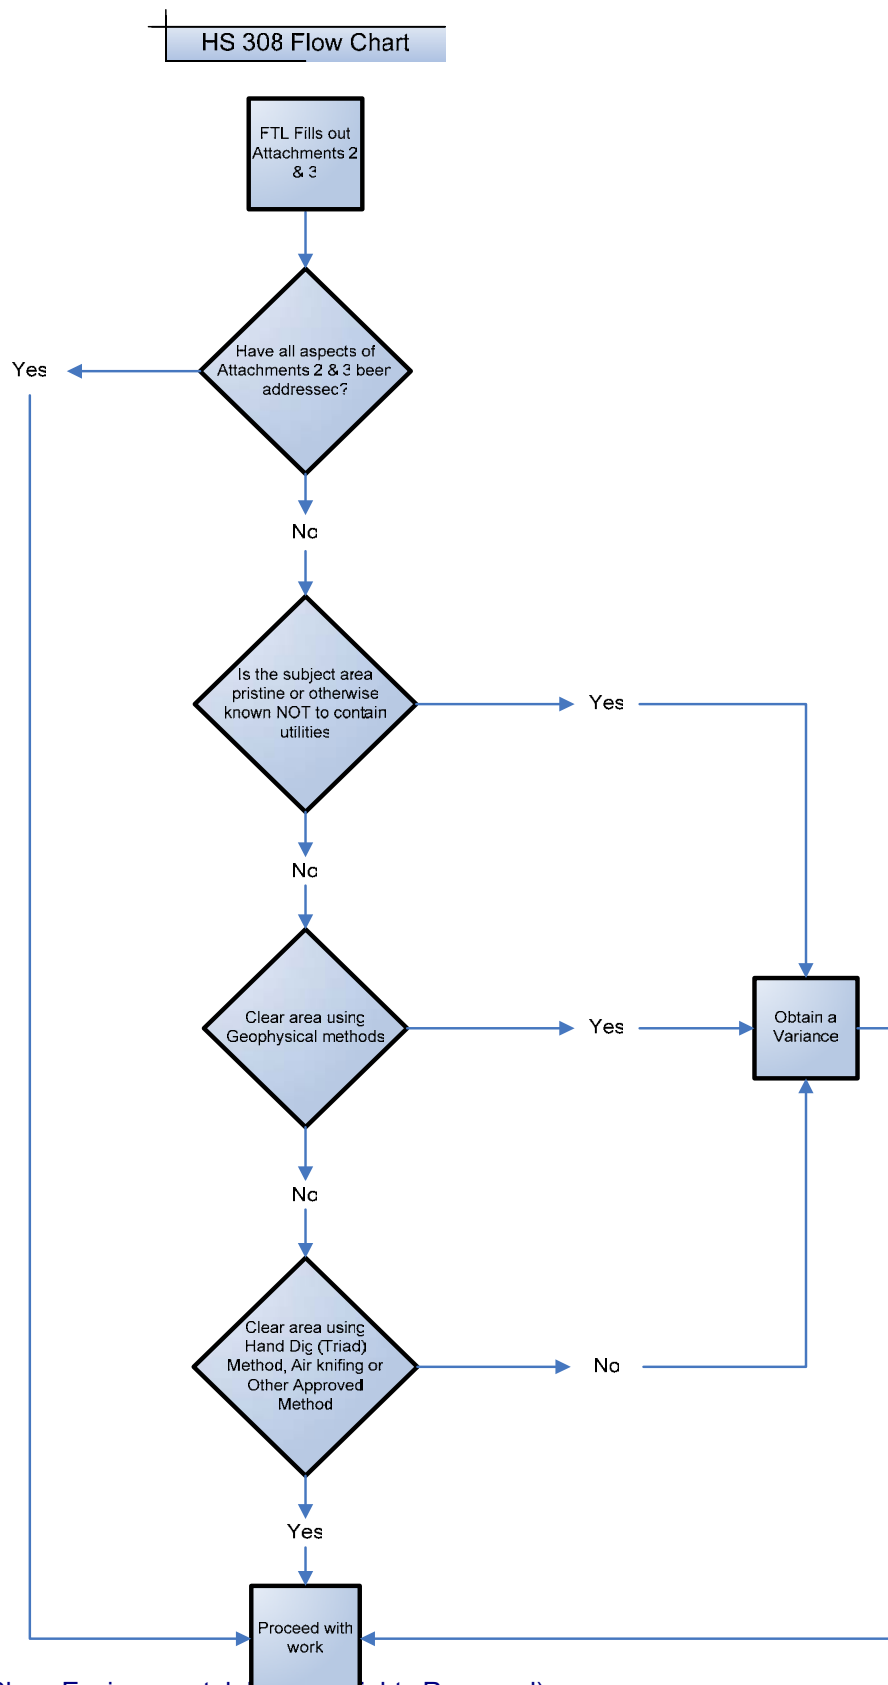 HS 308 Flow Chart
FTL Fills out
Attachments 2
& 3
Have all aspects of
Attachments 2 & 3 been
addressed?
Yes
No
Is the subject area
pristine or otherwise
known NOT to contain
utilities
Yes
No
Clear area using
Geophysical methods
Yes
Obtain a
Variance
No
Clear area using
Hand Dig (Triad)
Method, Air knifing or
Other Approved
Method
No
Yes
Proceed with
work